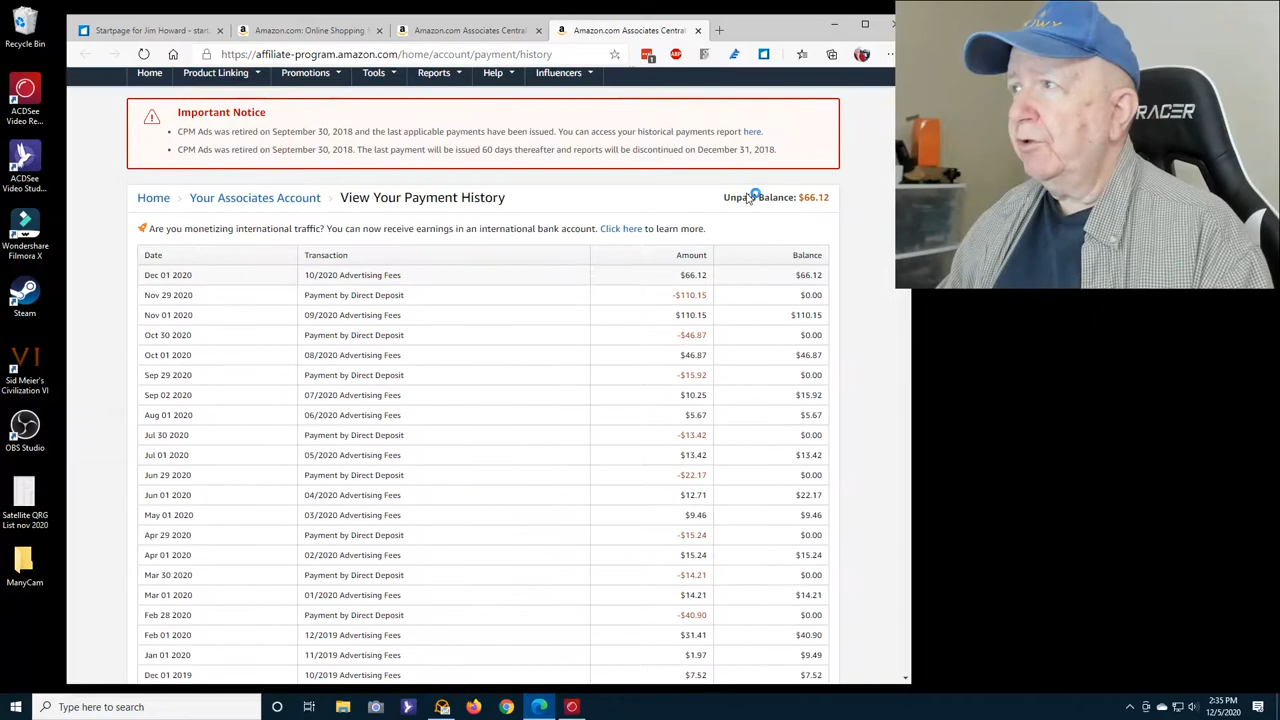 Recycle Bin
ACDSee
Video Re...
ACDSee
Video Stud...
Wondershare
Filmora X
Steam
Sid Meier's
Civilization VI
OBS Studio
Satellite QRG
List nov 2020
ManyCam
Startpage for Jim Howard - start.
Amazon.com: Online Shopping
Amazon.com Associates Central
Amazon.com Associates Central
https://affiliate-program.amazon.com/home/account/payment/history
1
ABP
Home Product Linking Promotions Tools Reports Help Influencers
Important Notice
• CPM Ads was retired on September 30, 2018 and the last applicable payments have been issued. You can access your historical payments report here.
• CPM Ads was retired on September 30, 2018. The last payment will be issued 60 days thereafter and reports will be discontinued on December 31, 2018.
Home › Your Associates Account › View Your Payment History
Balance: $66.12
Are you monetizing international traffic? You can now receive earnings in an international bank account. Click here to learn more.
Date Transaction Amount Balance
Dec 01 2020 10/2020 Advertising Fees $66.12 $66.12
Nov 29 2020 Payment by Direct Deposit -$110.15 $0.00
Nov 01 2020 09/2020 Advertising Fees $110.15 $110.15
Oct 30 2020 Payment by Direct Deposit -$46.87 $0.00
Oct 01 2020 08/2020 Advertising Fees $46.87 $46.87
Sep 29 2020 Payment by Direct Deposit -$15.92 $0.00
Sep 02 2020 07/2020 Advertising Fees $10.25 $15.92
Aug 01 2020 06/2020 Advertising Fees $5.67 $5.67
Jul 30 2020 Payment by Direct Deposit -$13.42 $0.00
Jul 01 2020 05/2020 Advertising Fees $13.42 $13.42
Jun 29 2020 Payment by Direct Deposit -$22.17 $0.00
Jun 01 2020 04/2020 Advertising Fees $12.71 $22.17
May 01 2020 03/2020 Advertising Fees $9.46 $9.46
Apr 29 2020 Payment by Direct Deposit -$15.24 $0.00
Apr 01 2020 02/2020 Advertising Fees $15.24 $15.24
Mar 30 2020 Payment by Direct Deposit -$14.21 $0.00
Mar 01 2020 01/2020 Advertising Fees $14.21 $14.21
Feb 28 2020 Payment by Direct Deposit -$40.90 $0.00
Feb 01 2020 12/2019 Advertising Fees $31.41 $40.90
Jan 01 2020 11/2019 Advertising Fees $1.97 $9.49
Dec 01 2019 10/2019 Advertising Fees $7.52 $7.52
RACER
Type here to search
2:35 PM
12/5/2020